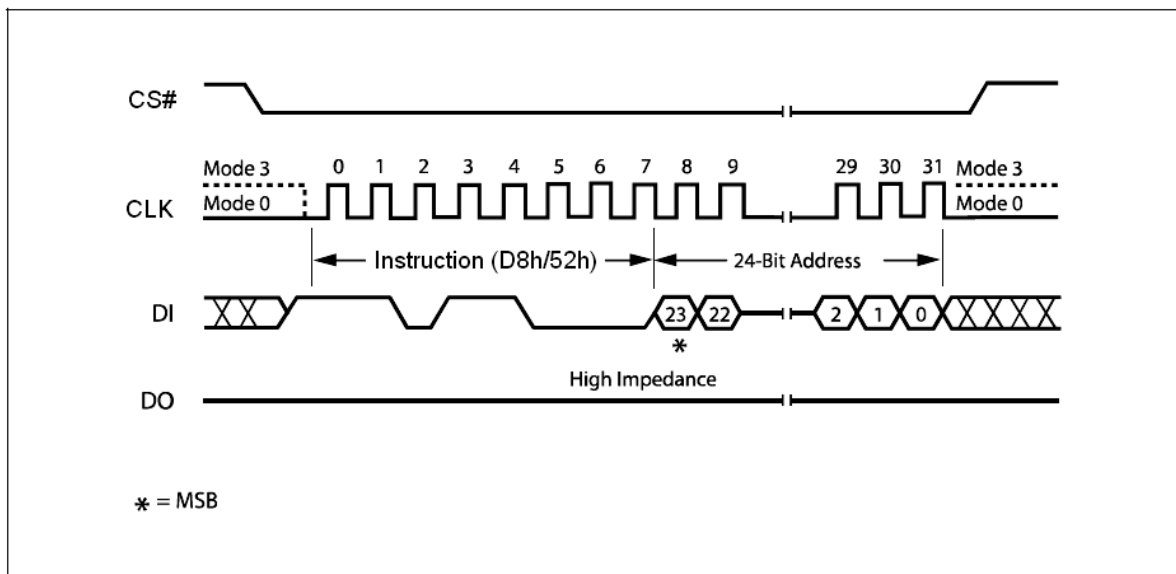 CS#
Mode 3 0 1 2 3 4 5 6 7 8 9 29 30 31 Mode 3
CLK Mode 0 Mode 0
Instruction (D8h/52h) 24-Bit Address
DI 23 22 2 1 0
*
High Impedance
DO
* = MSB